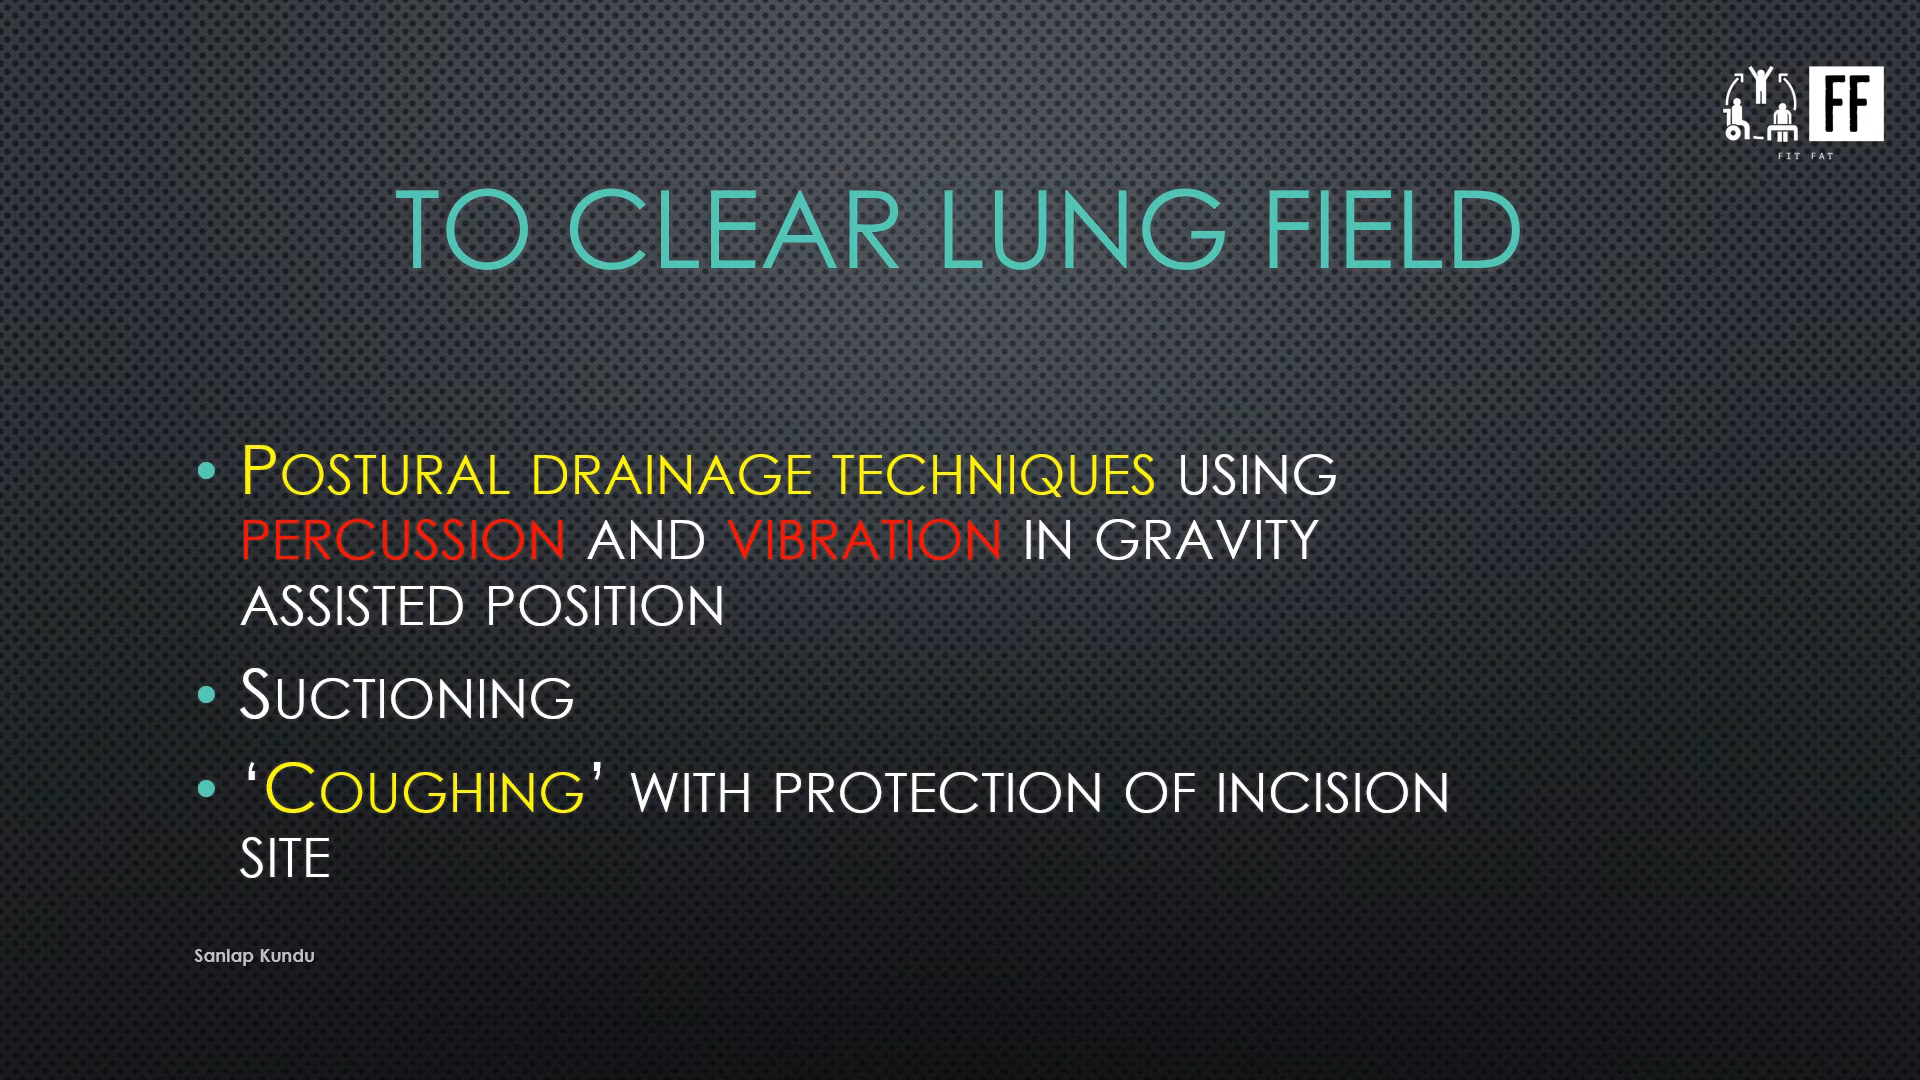 FF
FIT FAT
TO CLEAR LUNG FIELD
• POSTURAL DRAINAGE TECHNIQUES USING
PERCUSSION AND VIBRATION IN GRAVITY
ASSISTED POSITION
• SUCTIONING
• ‘COUGHING’ WITH PROTECTION OF INCISION
SITE
Sanlap Kundu